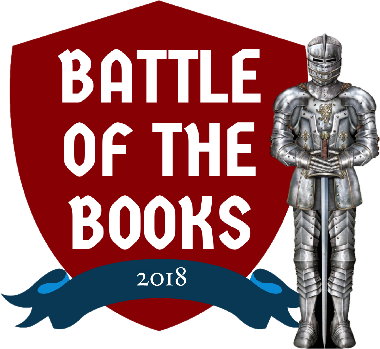 BATTLE
OF THE
BOOKS
2018